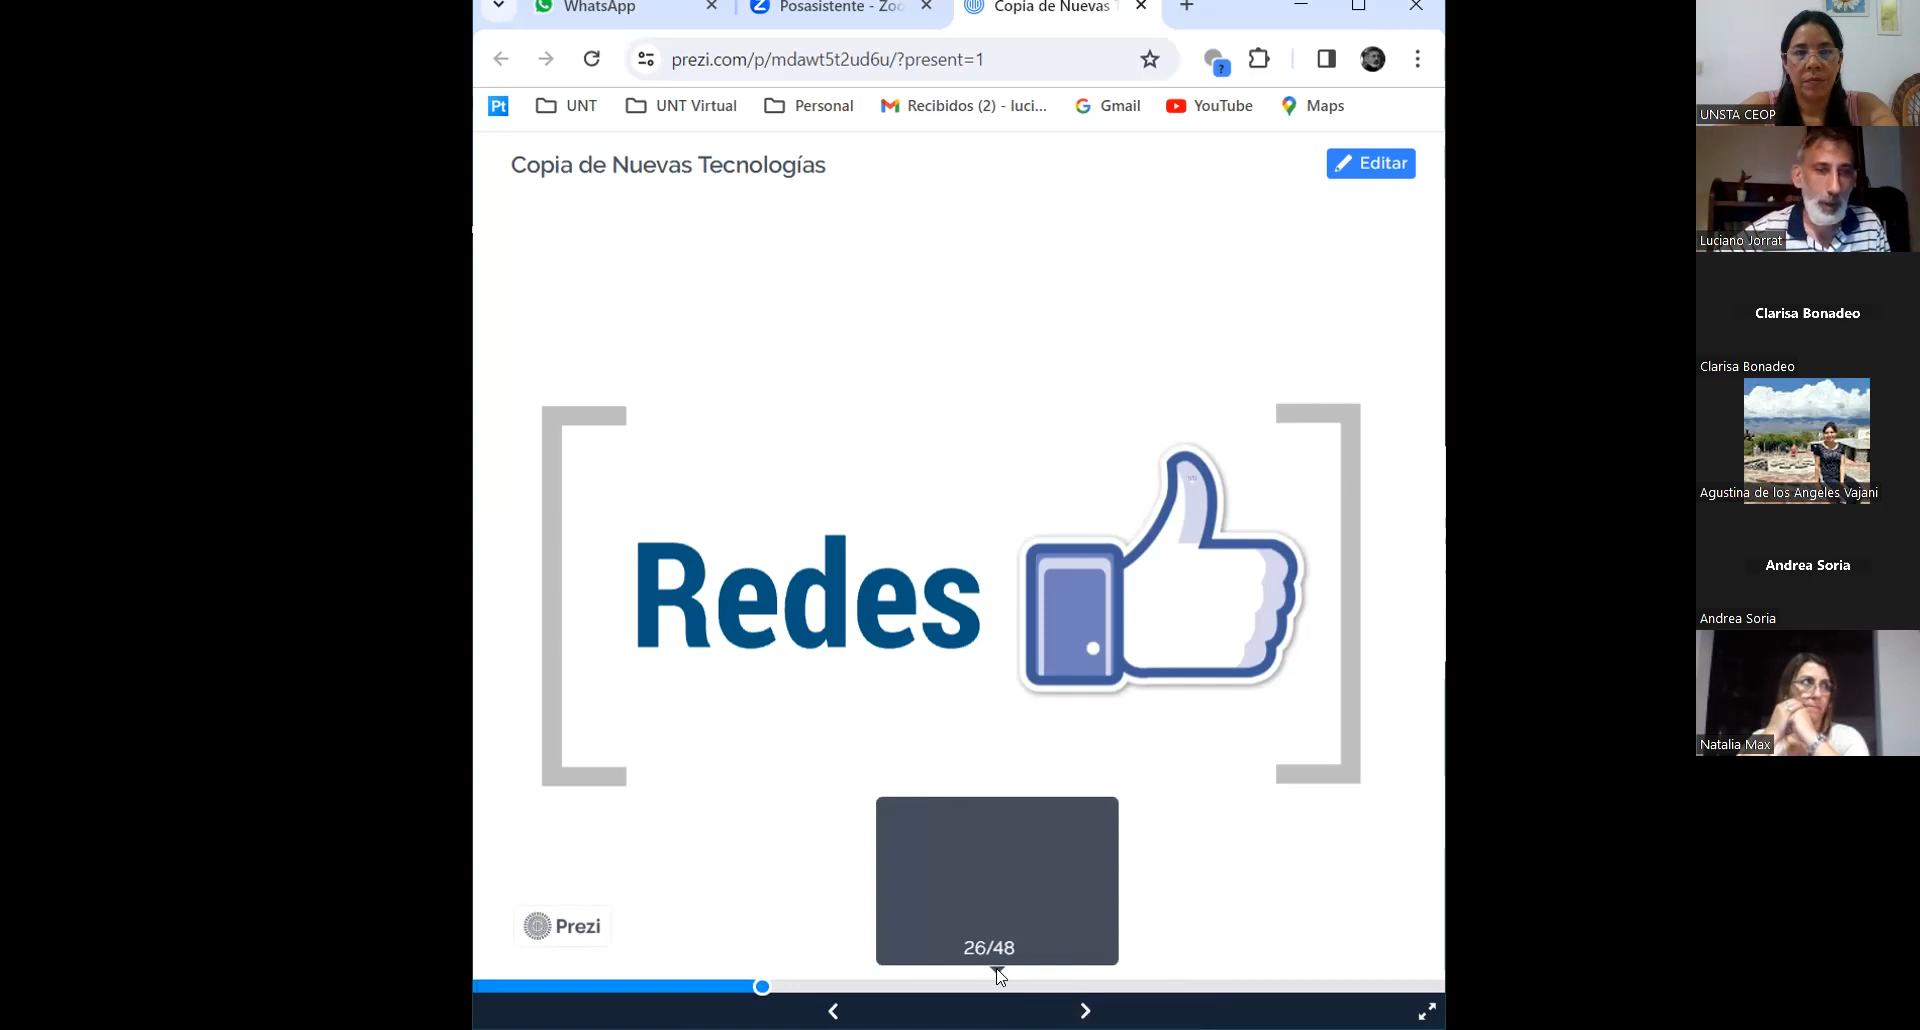 WhatsApp
Posasistente - Zoo
Copia de Nuevas T
prezi.com/p/mdawt5t2ud6u/?present=1
?
Pt
UNT
UNT Virtual
Personal
Recibidos (2) - luci...
Gmail
YouTube
Maps
Copia de Nuevas Tecnologías
Editar
Redes
26/48
Prezi
UNSTA CEOP
Luciano Jorrat
Clarisa Bonadeo
Clarisa Bonadeo
Agustina de los Angeles Vajani
Andrea Soria
Andrea Soria
Natalia Max